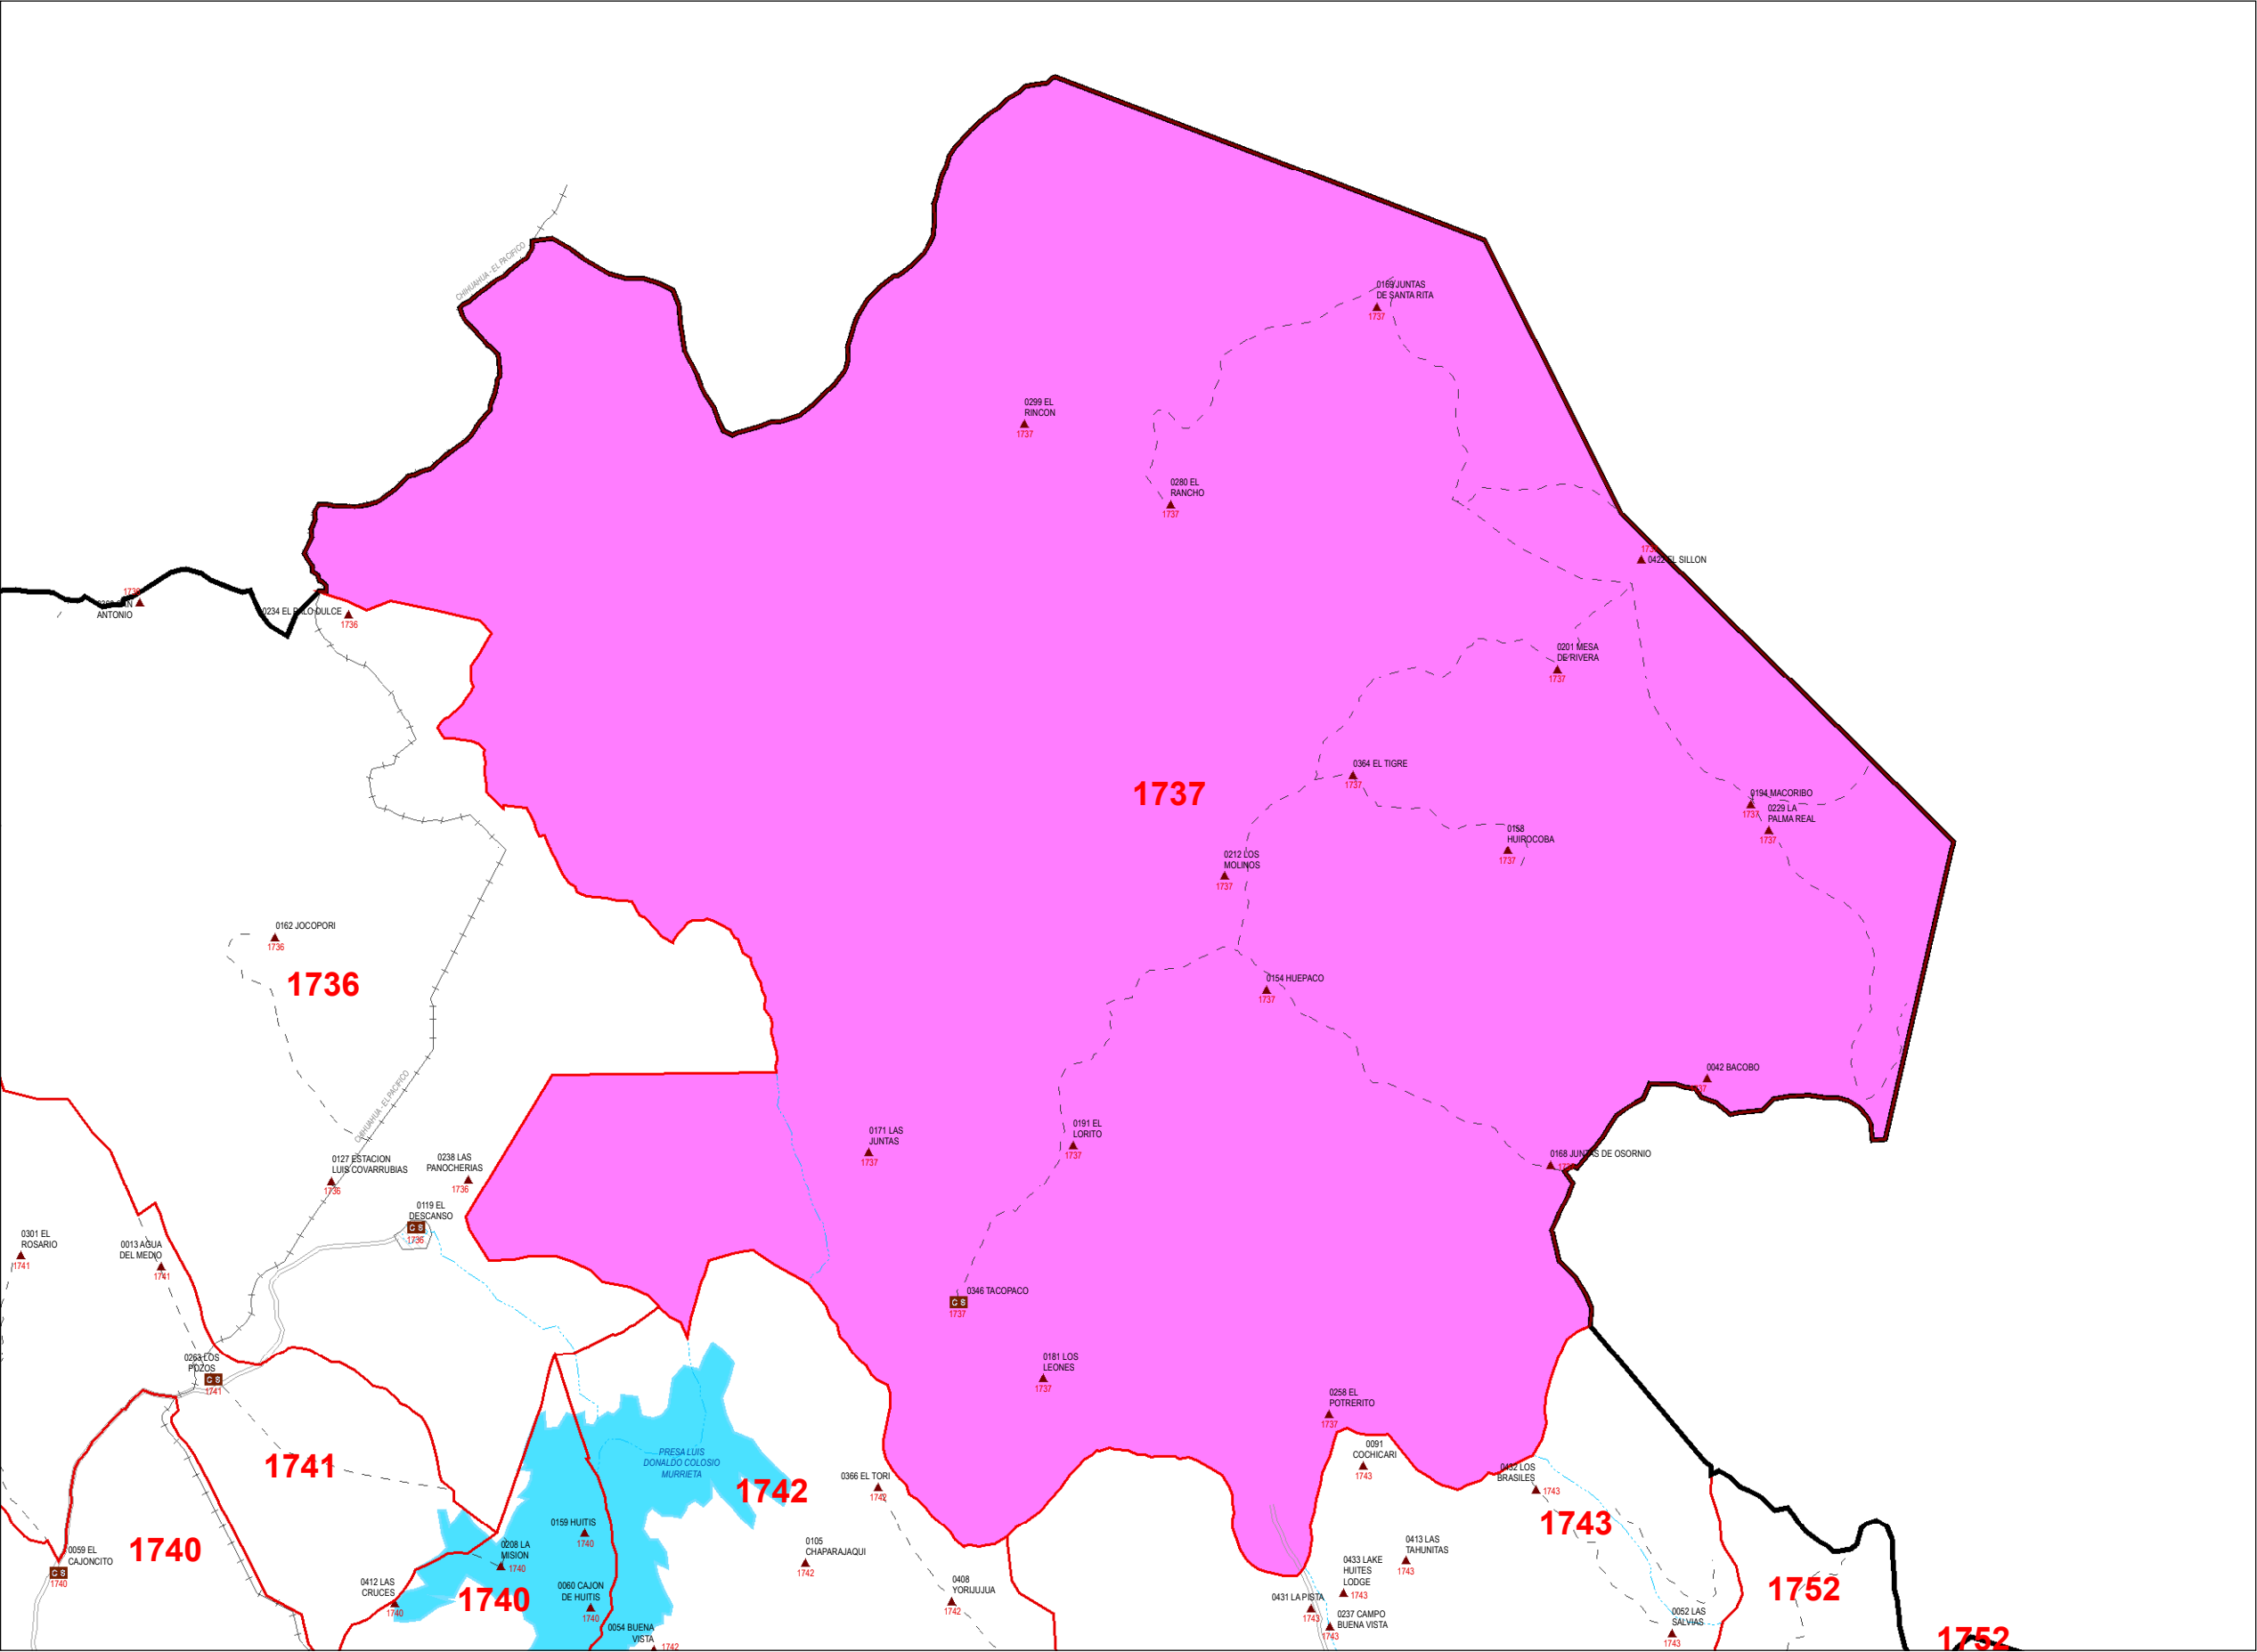 CHIHUAHUA - EL PACIFICO
0169 JUNTAS
DE SANTA RITA
1737
0299 EL
RINCON
1737
0280 EL
RANCHO
1737
0422 EL SILLON
ANTONIO
0234 EL PALO DULCE
1736
0201 MESA
DE RIVERA
1737
0364 EL TIGRE
1737
1737
0194 MACORIBO
1737
0229 LA
PALMA REAL
1737
0158
HUIROCOBA
1737
0212 LOS
MOLINOS
1737
0162 JOCOPORI
1736
1736
0154 HUEPACO
1737
0042 BACOBO
CHIHUAHUA - EL PACIFICO
0171 LAS
JUNTAS
1737
0191 EL
LORITO
1737
0168 JUNTAS DE OSORNIO
0127 ESTACION
LUIS COVARRUBIAS
1736
0238 LAS
PANOCHERIAS
1736
0119 EL
DESCANSO
C S
1736
0301 EL
ROSARIO
1741
0013 AGUA
DEL MEDIO
1741
0346 TACOPACO
C S
1737
0263 LOS
POZOS
C S
1741
0181 LOS
LEONES
1737
0258 EL
POTRERITO
1737
0091
COCHICARI
1743
1741
PRESA LUIS
DONALDO COLOSIO
MURRIETA
1742
0366 EL TORI
1742
0432 LOS
BRASILES
1743
1743
0159 HUITIS
1740
1740
0059 EL
CAJONCITO
C S
1740
0208 LA
MISION
1740
0105
CHAPARAJAQUI
1742
0413 LAS
TAHUNITAS
1743
0433 LAKE
HUITES
LODGE
1743
0412 LAS
CRUCES
1740
1740
0060 CAJON
DE HUITIS
1740
0408
YORIJUJUA
1742
0431 LA PISTA
1743
0237 CAMPO
BUENA VISTA
1743
1752
0052 LAS
SALVIAS
1743
0054 BUENA
VISTA
1742
1752